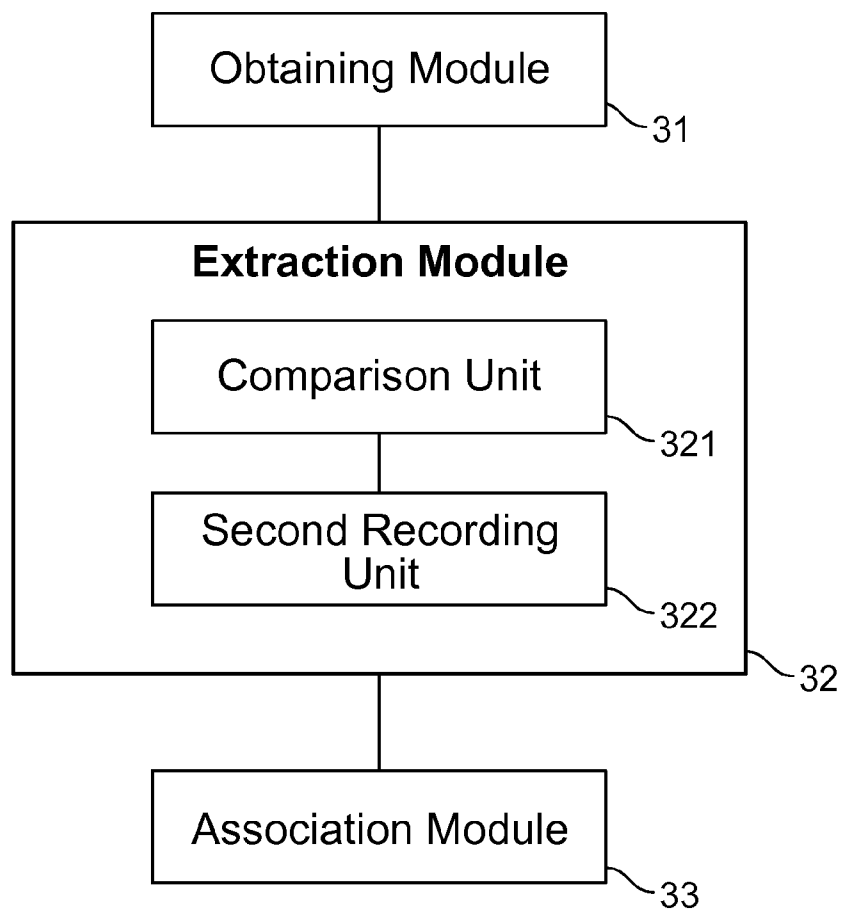 Obtaining Module
31
Extraction Module
Comparison Unit
321
Second Recording
Unit
322
32
Association Module
33